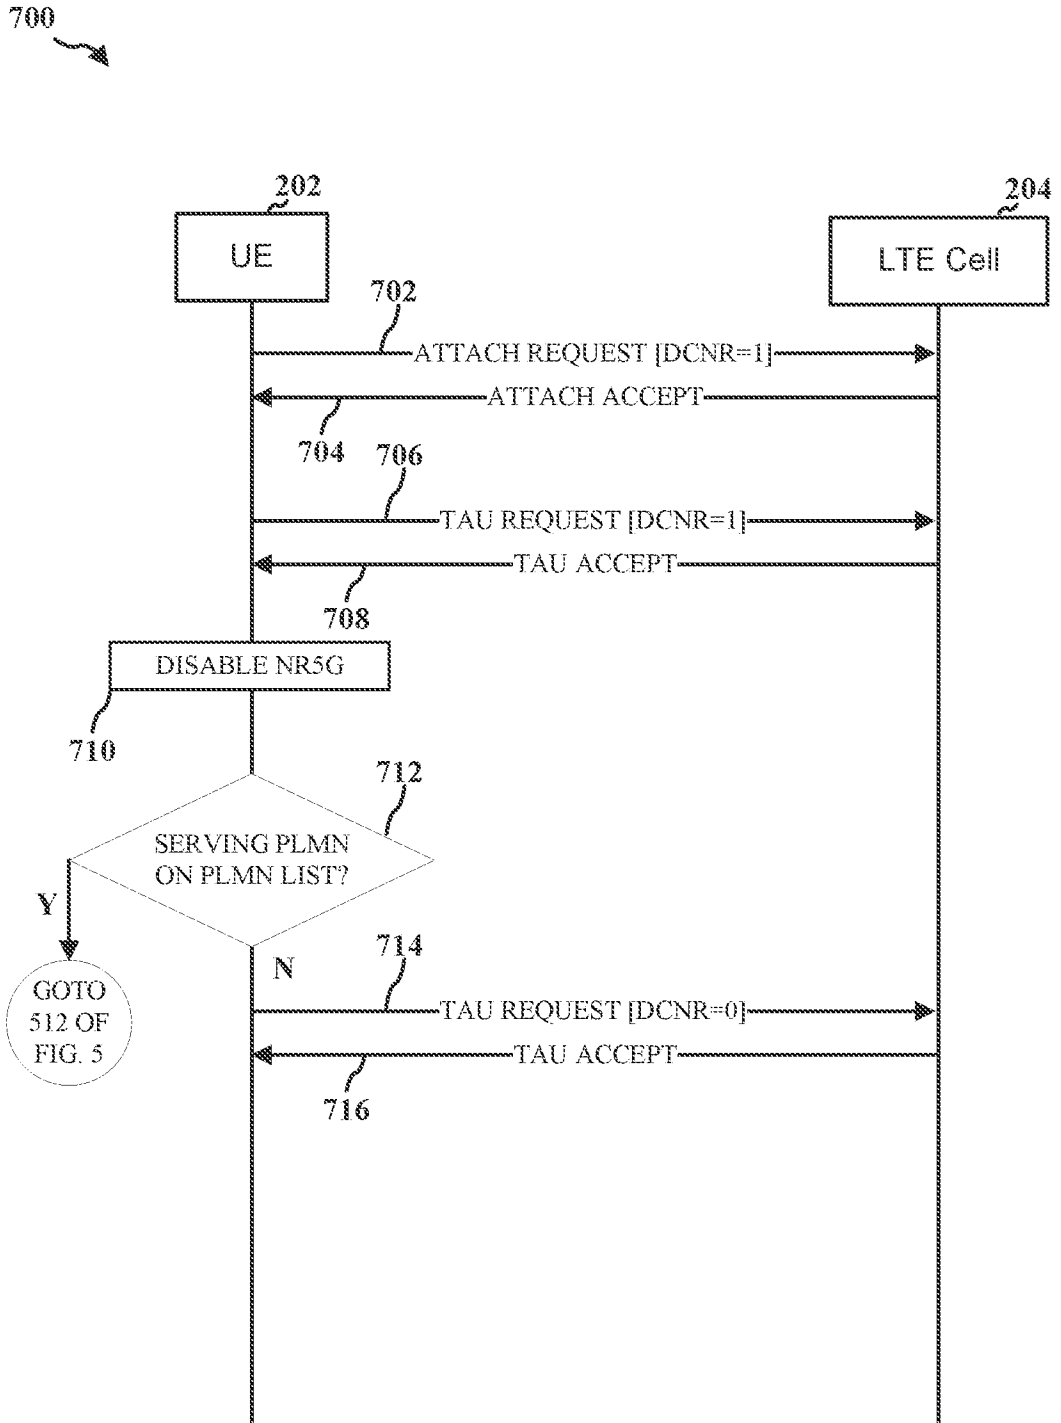 700
202
204
UE
LTE Cell
702
ATTACH REQUEST [DCNR=1]
ATTACH ACCEPT
704
706
TAU REQUEST [DCNR=1]
TAU ACCEPT
708
DISABLE NR5G
710
712
SERVING PLMN
ON PLMN LIST?
Y
N
714
GOTO
512 OF
FIG. 5
TAU REQUEST [DCNR=0]
TAU ACCEPT
716